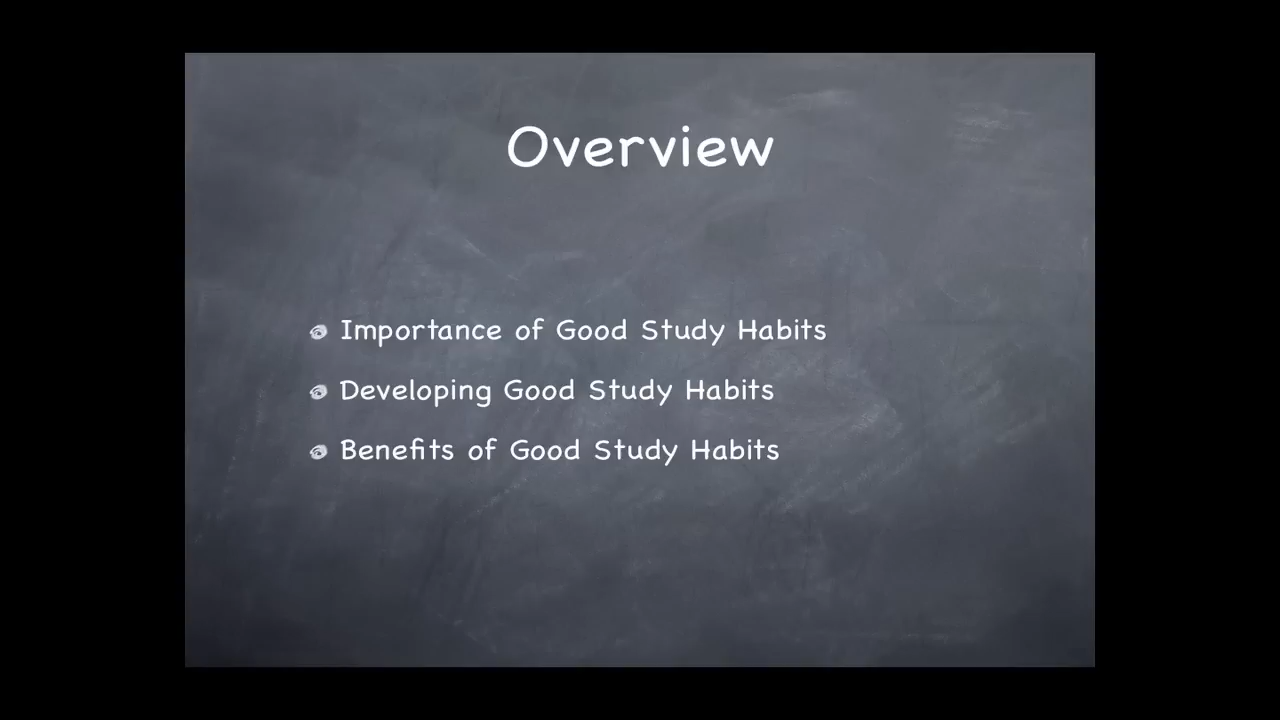 Overview
Importance of Good Study Habits
Developing Good Study Habits
Benefits of Good Study Habits